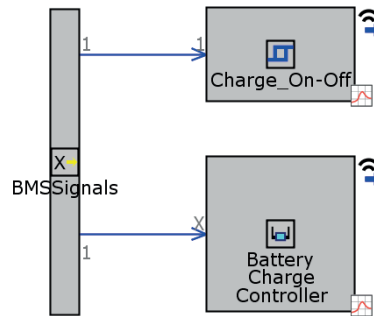 1
1
Charge_On-Off
X
BMSSignals
1
X
Battery
Charge
Controller